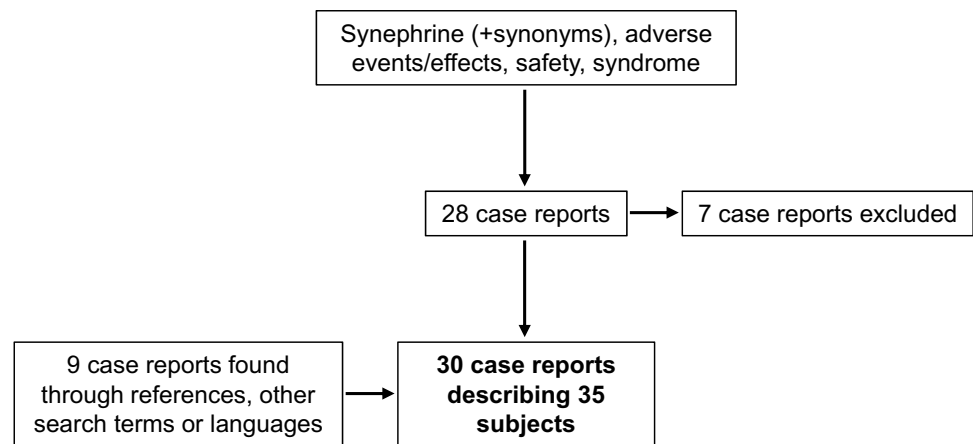 Synephrine (+synonyms), adverse
events/effects, safety, syndrome
28 case reports
7 case reports excluded
9 case reports found
through references, other
search terms or languages
30 case reports
describing 35
subjects